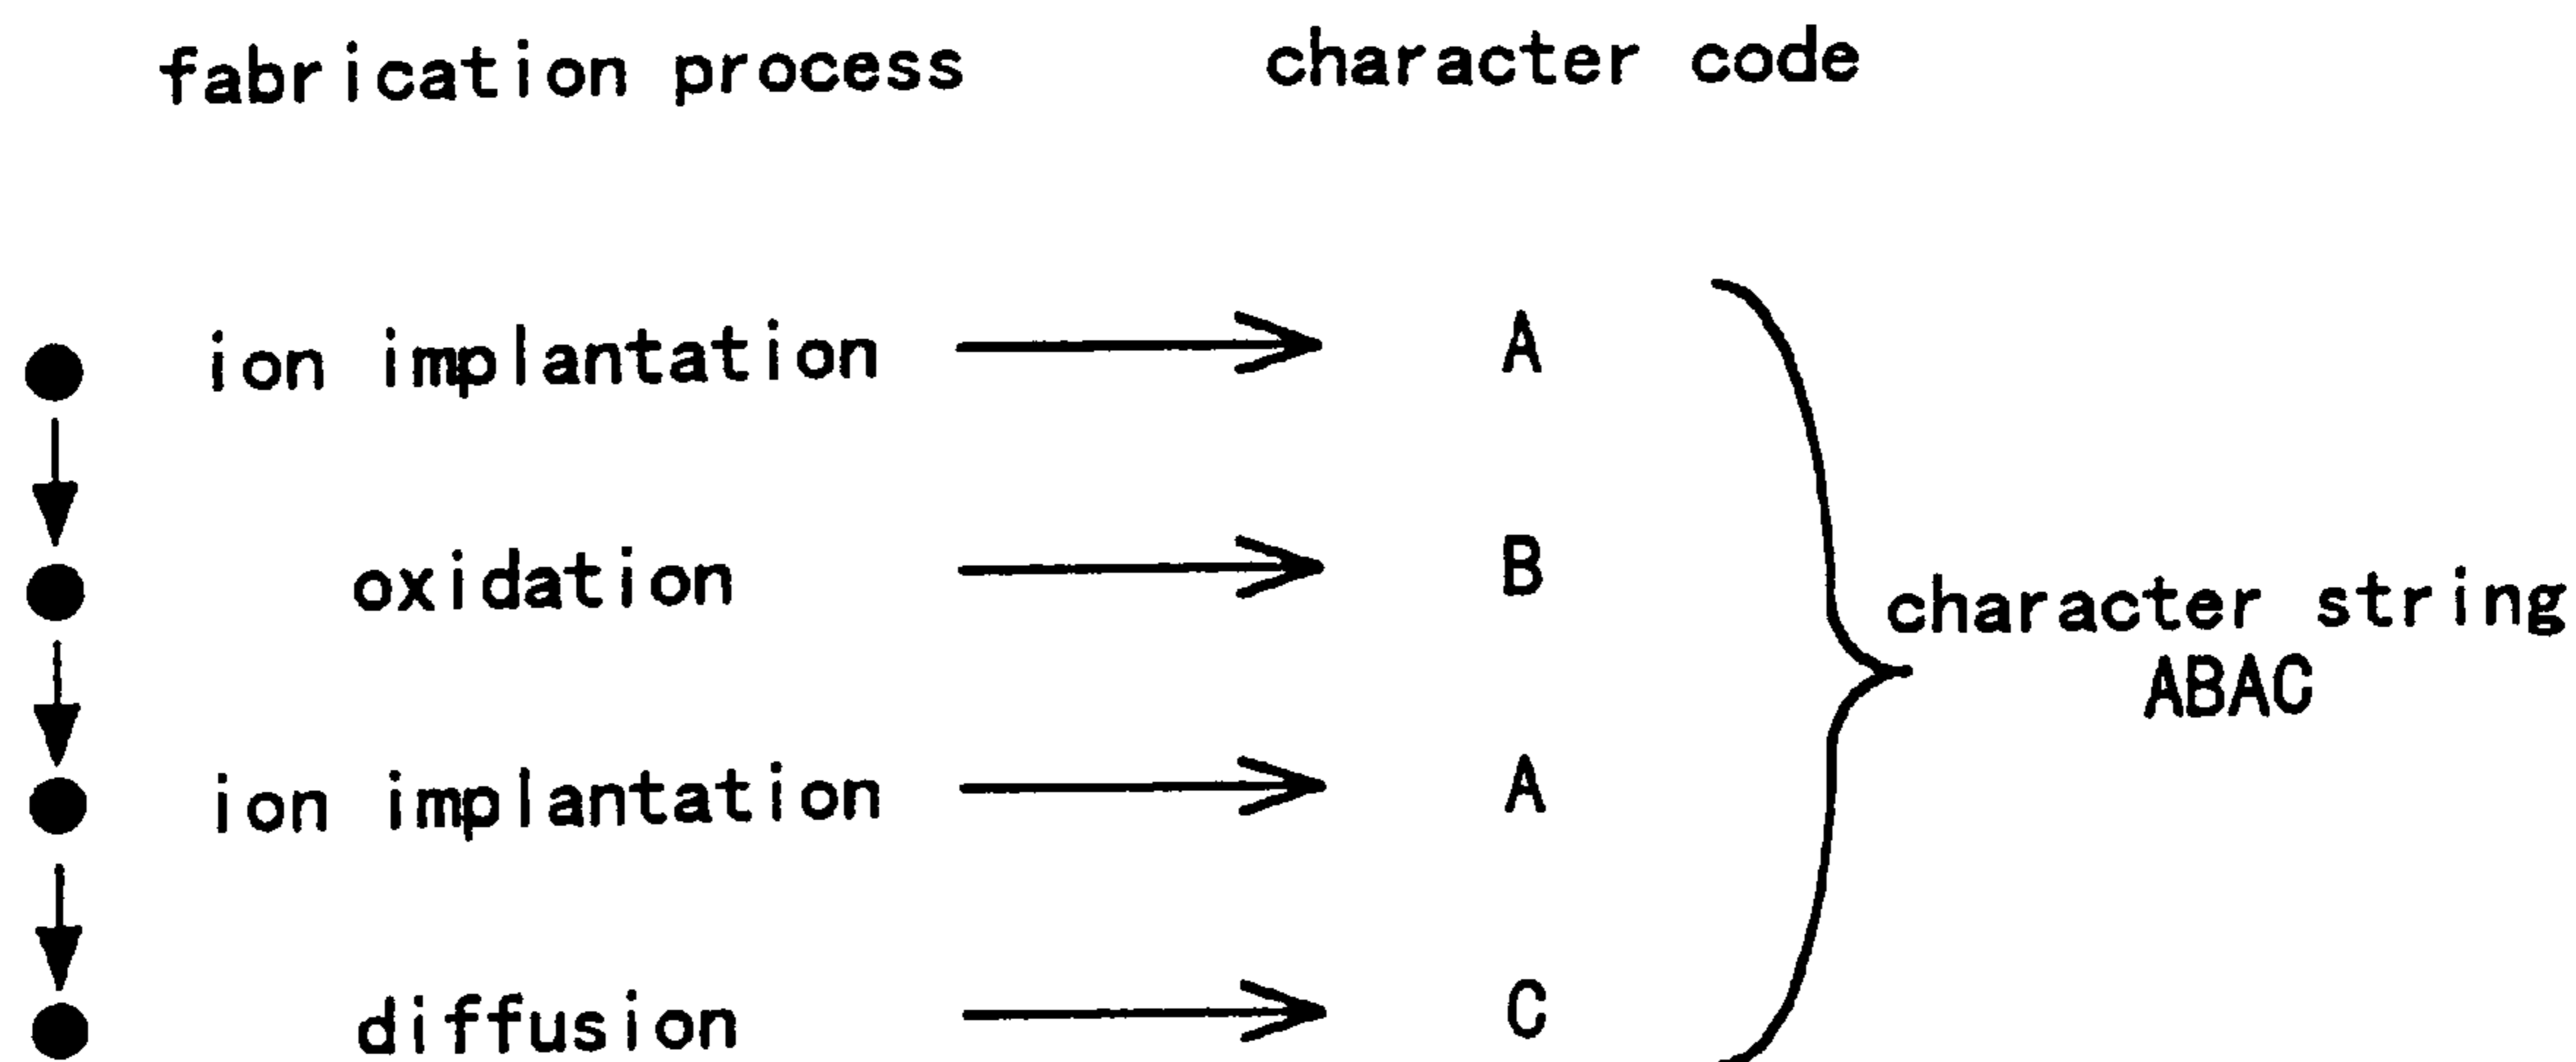 fabrication process character code
ion implantation A
oxidation B
character string
ABAC
ion implantation A
diffusion C